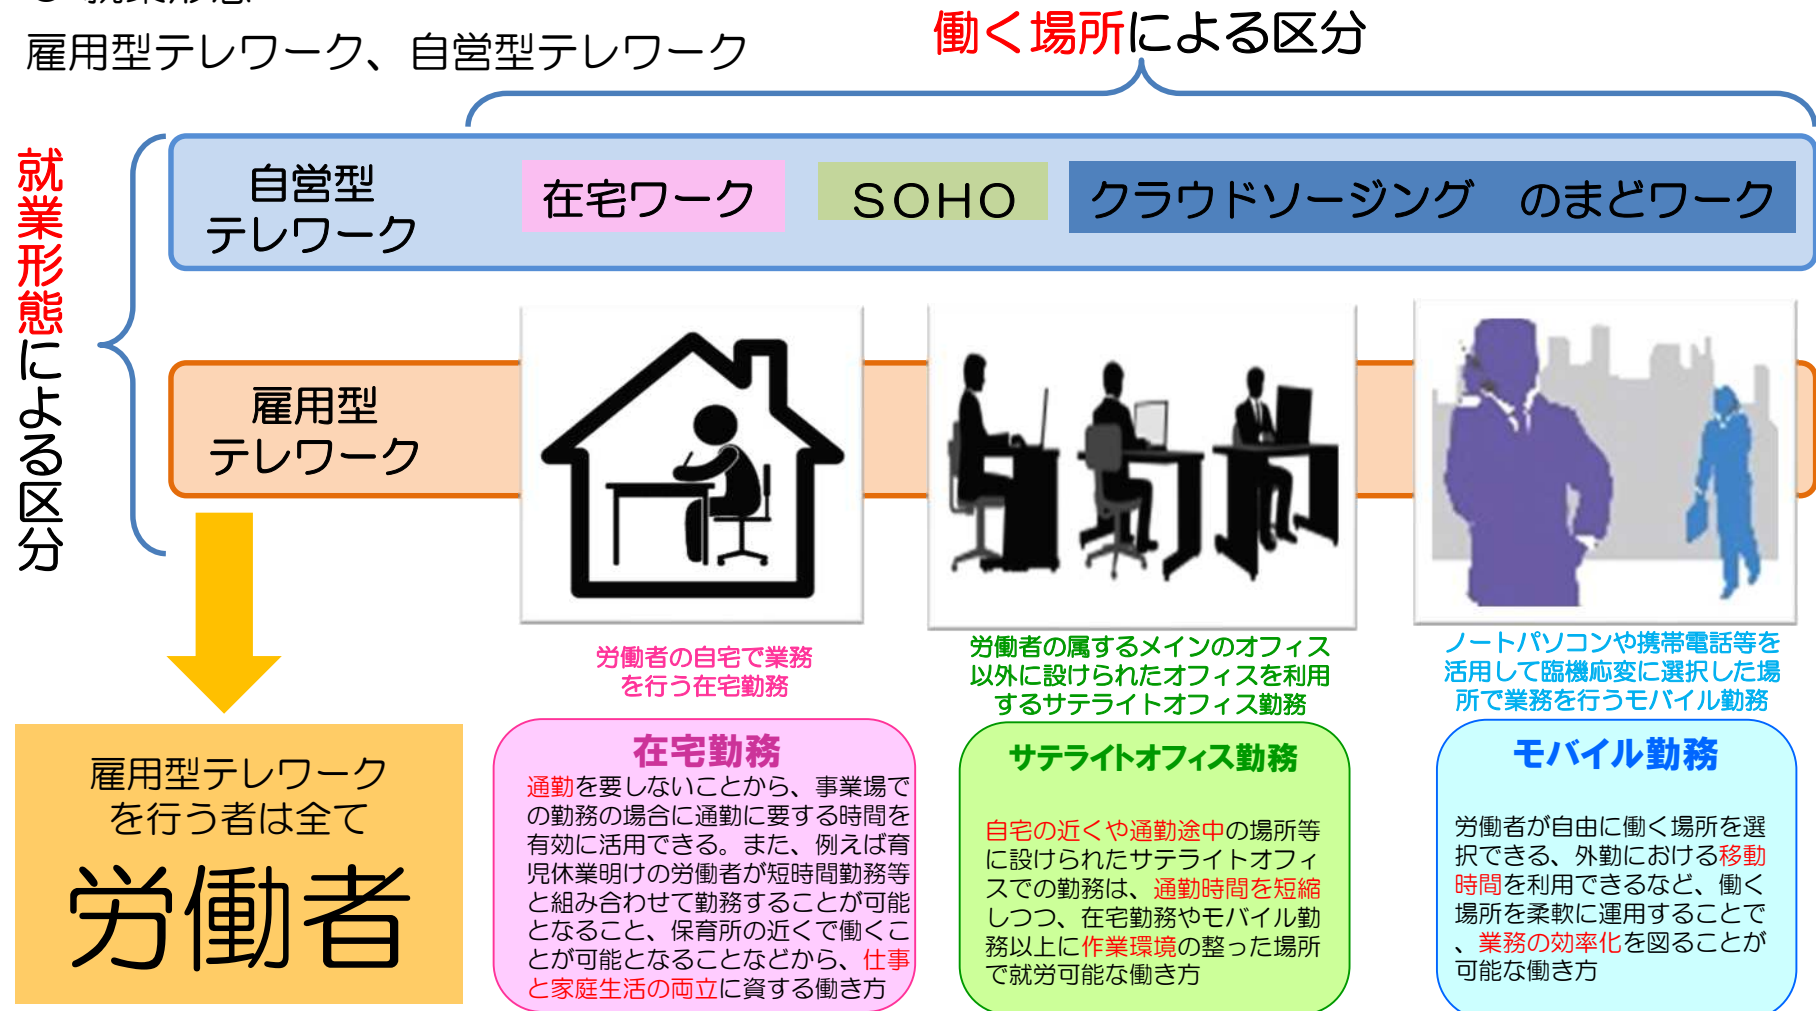 雇用型テレワーク、自営型テレワーク
働く場所による区分
就業形態による区分
自営型
テレワーク
在宅ワーク
ＳＯＨＯ
クラウドソージング　のまどワーク
雇用型
テレワーク
労働者の自宅で業務
を行う在宅勤務
労働者の属するメインのオフィス
以外に設けられたオフィスを利用
するサテライトオフィス勤務
ノートパソコンや携帯電話等を
活用して臨機応変に選択した場
所で業務を行うモバイル勤務
雇用型テレワーク
を行う者は全て
労働者
在宅勤務
通勤を要しないことから、事業場で
の勤務の場合に通勤に要する時間を
有効に活用できる。また、例えば育
児休業明けの労働者が短時間勤務等
と組み合わせて勤務することが可能
となること、保育所の近くで働くこ
とが可能となることなどから、仕事
と家庭生活の両立に資する働き方
サテライトオフィス勤務
自宅の近くや通勤途中の場所等
に設けられたサテライトオフィ
スでの勤務は、通勤時間を短縮
しつつ、在宅勤務やモバイル勤
務以上に作業環境の整った場所
で就労可能な働き方
モバイル勤務
労働者が自由に働く場所を選
択できる、外勤における移動
時間を利用できるなど、働く
場所を柔軟に運用することで
、業務の効率化を図ることが
可能な働き方